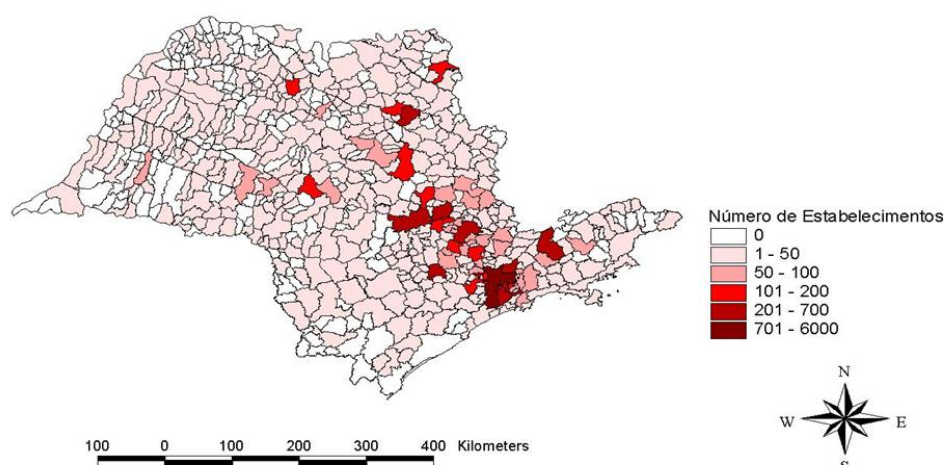 Número de Estabelecimentos
0
1 - 50
50 - 100
101 - 200
201 - 700
701 - 6000
N
W E
S
100 0 100 200 300 400 Kilometers